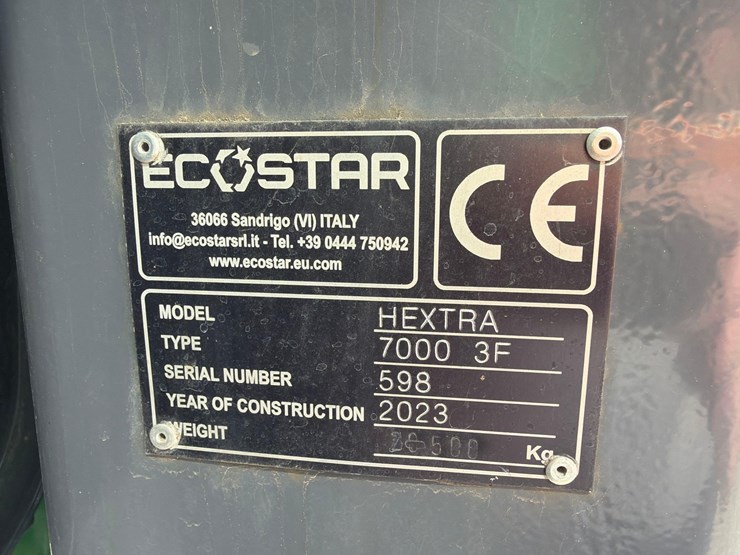 ECOSTAR
36066 Sandrigo (VI) ITALY
info@ecostarsrl.it - Tel. +39 0444 750942
www.ecostar.eu.com
CE
MODEL HEXTRA
TYPE 7000 3F
SERIAL NUMBER 598
YEAR OF CONSTRUCTION 2023
WEIGHT Kg